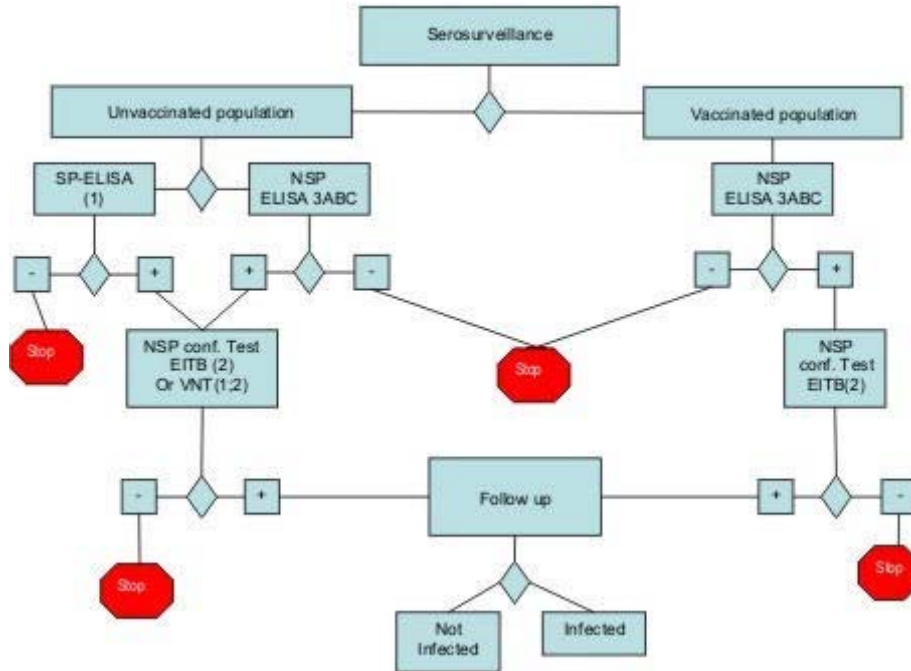 Serosurveillance
Unvaccinated population
Vaccinated population
SP-ELISA
(1)
NSP
ELISA 3ABC
NSP
ELISA 3ABC
-
+
+
-
-
+
Stop
NSP conf. Test
EITB (2)
Or VNT(1;2)
Stop
NSP
conf. Test
EITB(2)
-
+
Follow up
+
-
Stop
Stop
Not
Infected
Infected